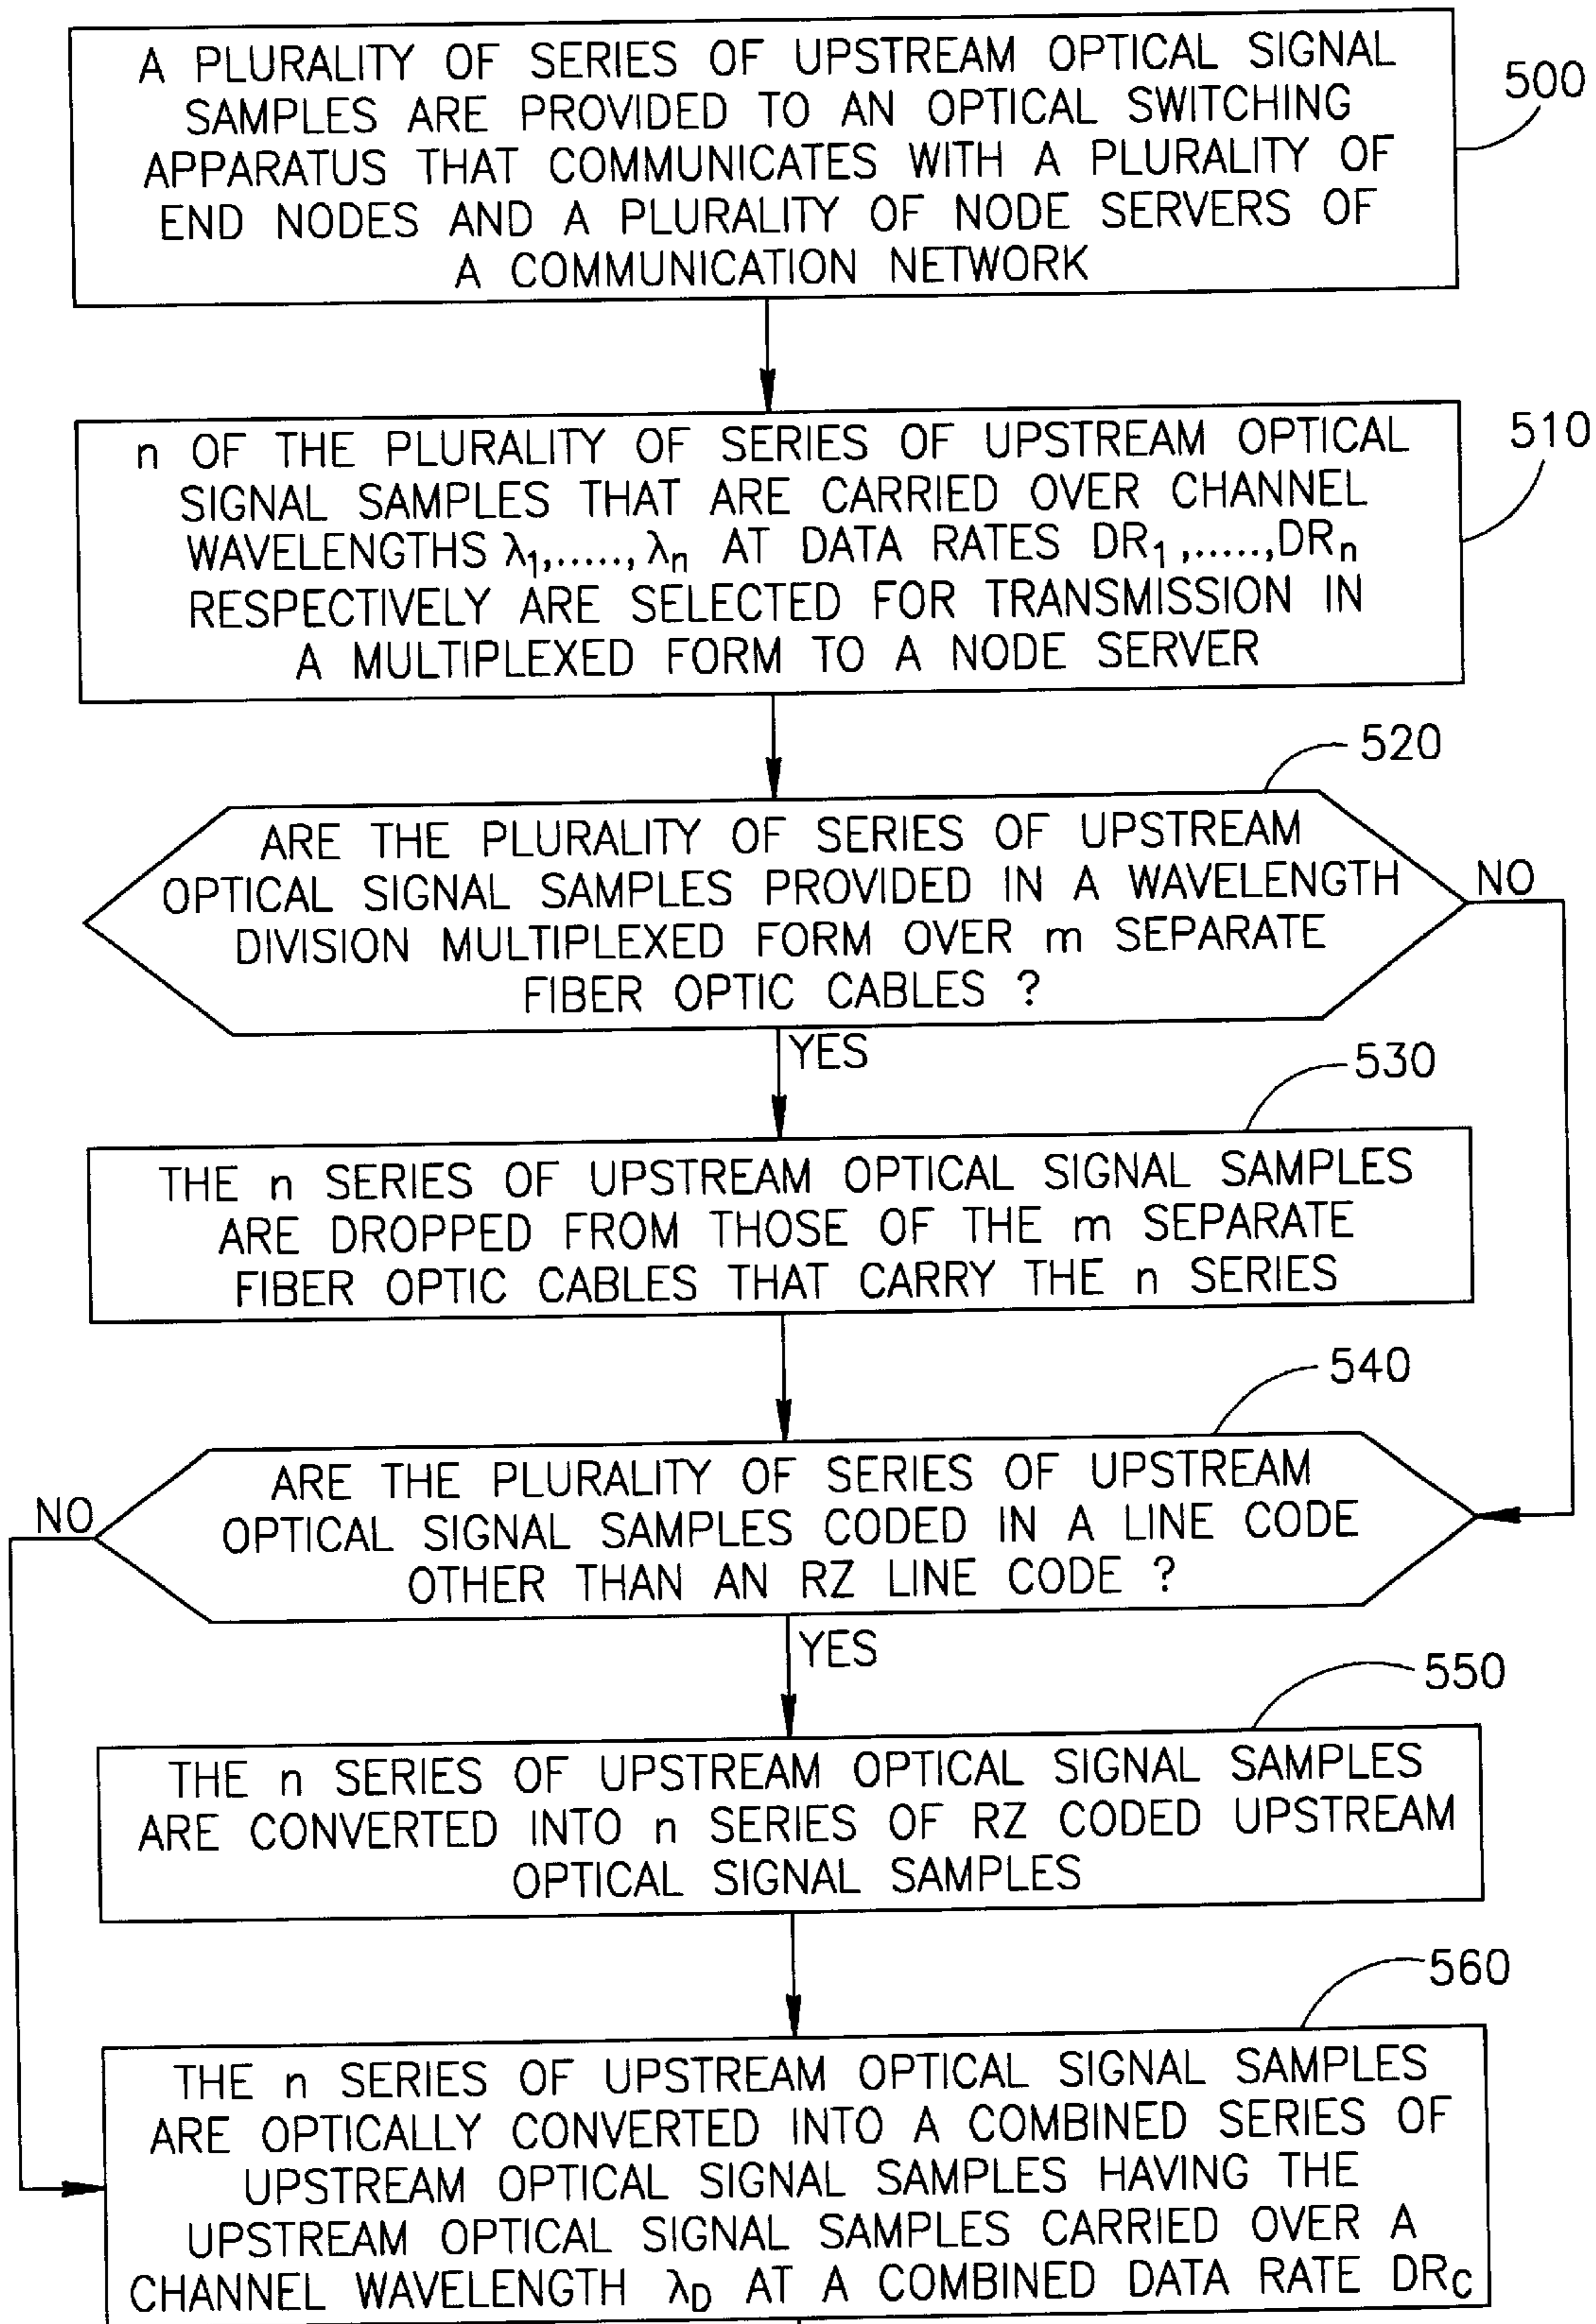 A PLURALITY OF SERIES OF UPSTREAM OPTICAL SIGNAL
SAMPLES ARE PROVIDED TO AN OPTICAL SWITCHING
APPARATUS THAT COMMUNICATES WITH A PLURALITY OF
END NODES AND A PLURALITY OF NODE SERVERS OF
A COMMUNICATION NETWORK
500
n OF THE PLURALITY OF SERIES OF UPSTREAM OPTICAL
SIGNAL SAMPLES THAT ARE CARRIED OVER CHANNEL
WAVELENGTHS λ1,.....,λn AT DATA RATES DR1,.....,DRn
RESPECTIVELY ARE SELECTED FOR TRANSMISSION IN
A MULTIPLEXED FORM TO A NODE SERVER
510
520
ARE THE PLURALITY OF SERIES OF UPSTREAM
OPTICAL SIGNAL SAMPLES PROVIDED IN A WAVELENGTH
DIVISION MULTIPLEXED FORM OVER m SEPARATE
FIBER OPTIC CABLES ?
NO
YES
530
THE n SERIES OF UPSTREAM OPTICAL SIGNAL SAMPLES
ARE DROPPED FROM THOSE OF THE m SEPARATE
FIBER OPTIC CABLES THAT CARRY THE n SERIES
540
ARE THE PLURALITY OF SERIES OF UPSTREAM
OPTICAL SIGNAL SAMPLES CODED IN A LINE CODE
OTHER THAN AN RZ LINE CODE ?
NO
YES
550
THE n SERIES OF UPSTREAM OPTICAL SIGNAL SAMPLES
ARE CONVERTED INTO n SERIES OF RZ CODED UPSTREAM
OPTICAL SIGNAL SAMPLES
560
THE n SERIES OF UPSTREAM OPTICAL SIGNAL SAMPLES
ARE OPTICALLY CONVERTED INTO A COMBINED SERIES OF
UPSTREAM OPTICAL SIGNAL SAMPLES HAVING THE
UPSTREAM OPTICAL SIGNAL SAMPLES CARRIED OVER A
CHANNEL WAVELENGTH λD AT A COMBINED DATA RATE DRC